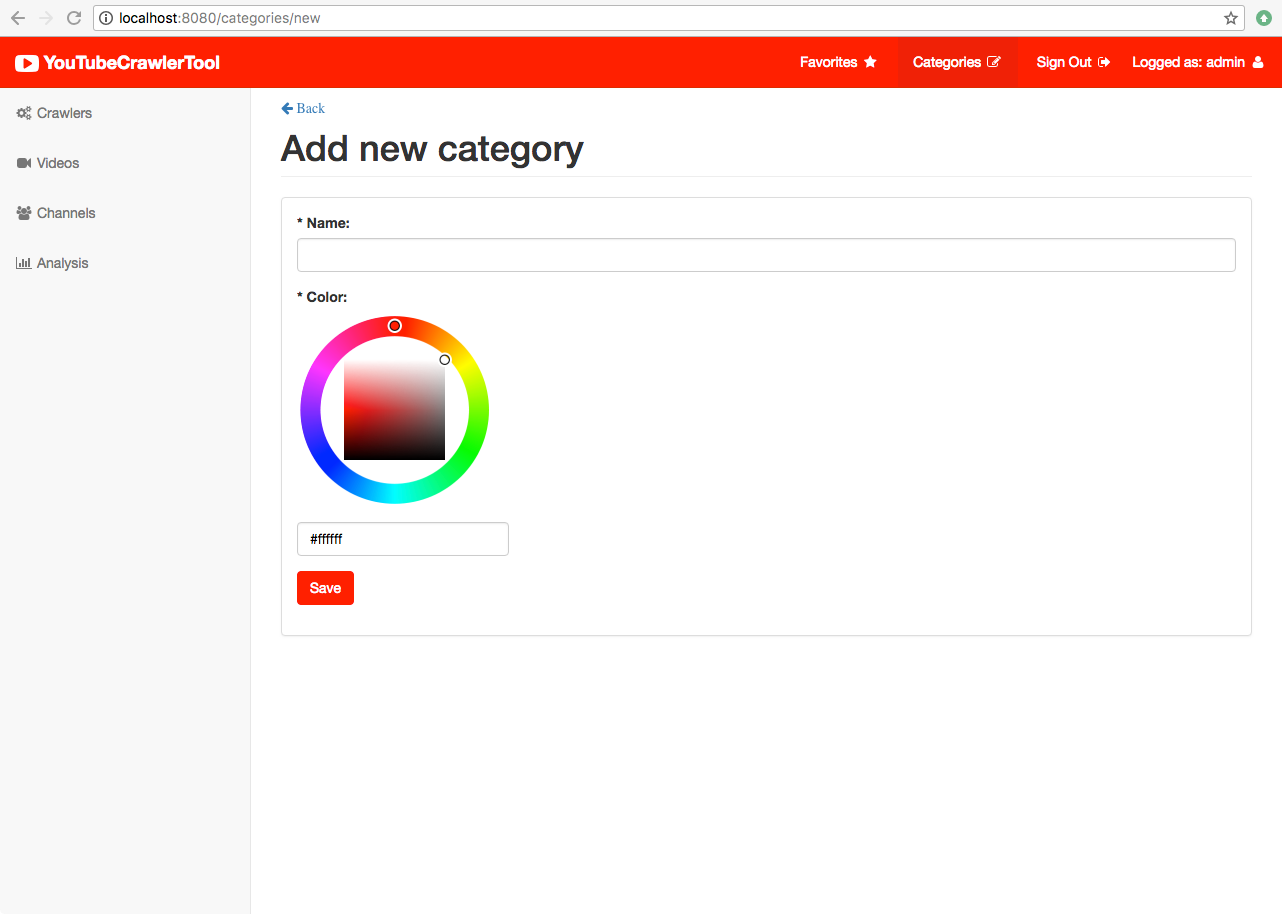 localhost:8080/categories/new
YouTubeCrawlerTool
Favorites
Categories
Sign Out
Logged as: admin
Crawlers
Videos
Channels
Analysis
Back
Add new category
* Name:
* Color:
#ffffff
Save